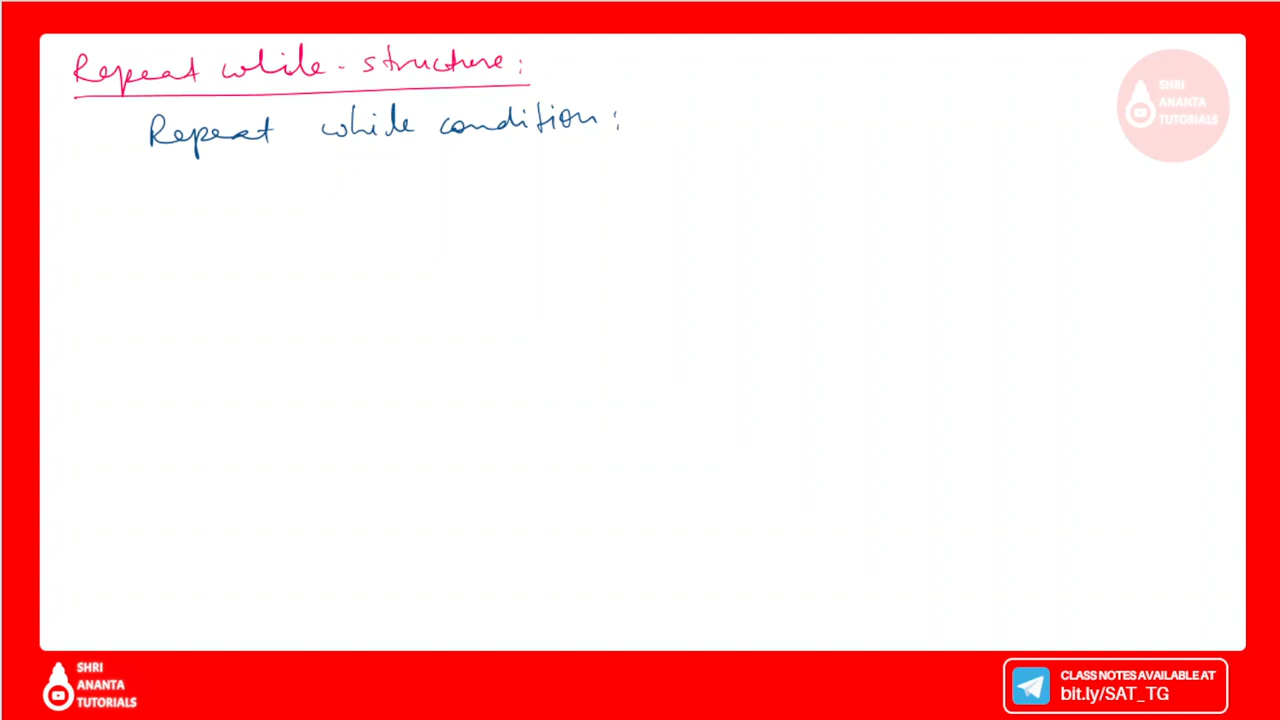 Repeat while - structure:
Repeat while condition:
SHRI
ANANTA
TUTORIALS
SHRI
ANANTA
TUTORIALS
CLASS NOTES AVAILABLE AT
bit.ly/SAT_TG